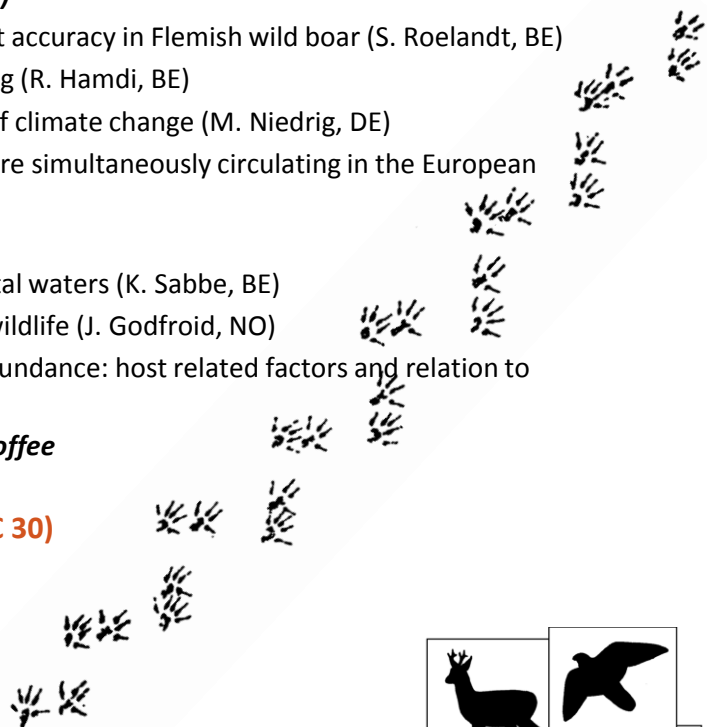 t accuracy in Flemish wild boar (S. Roelandt, BE)
g (R. Hamdi, BE)
f climate change (M. Niedrig, DE)
re simultaneously circulating in the European
tal waters (K. Sabbe, BE)
wildlife (J. Godfroid, NO)
undance: host related factors and relation to
offee
C 30)